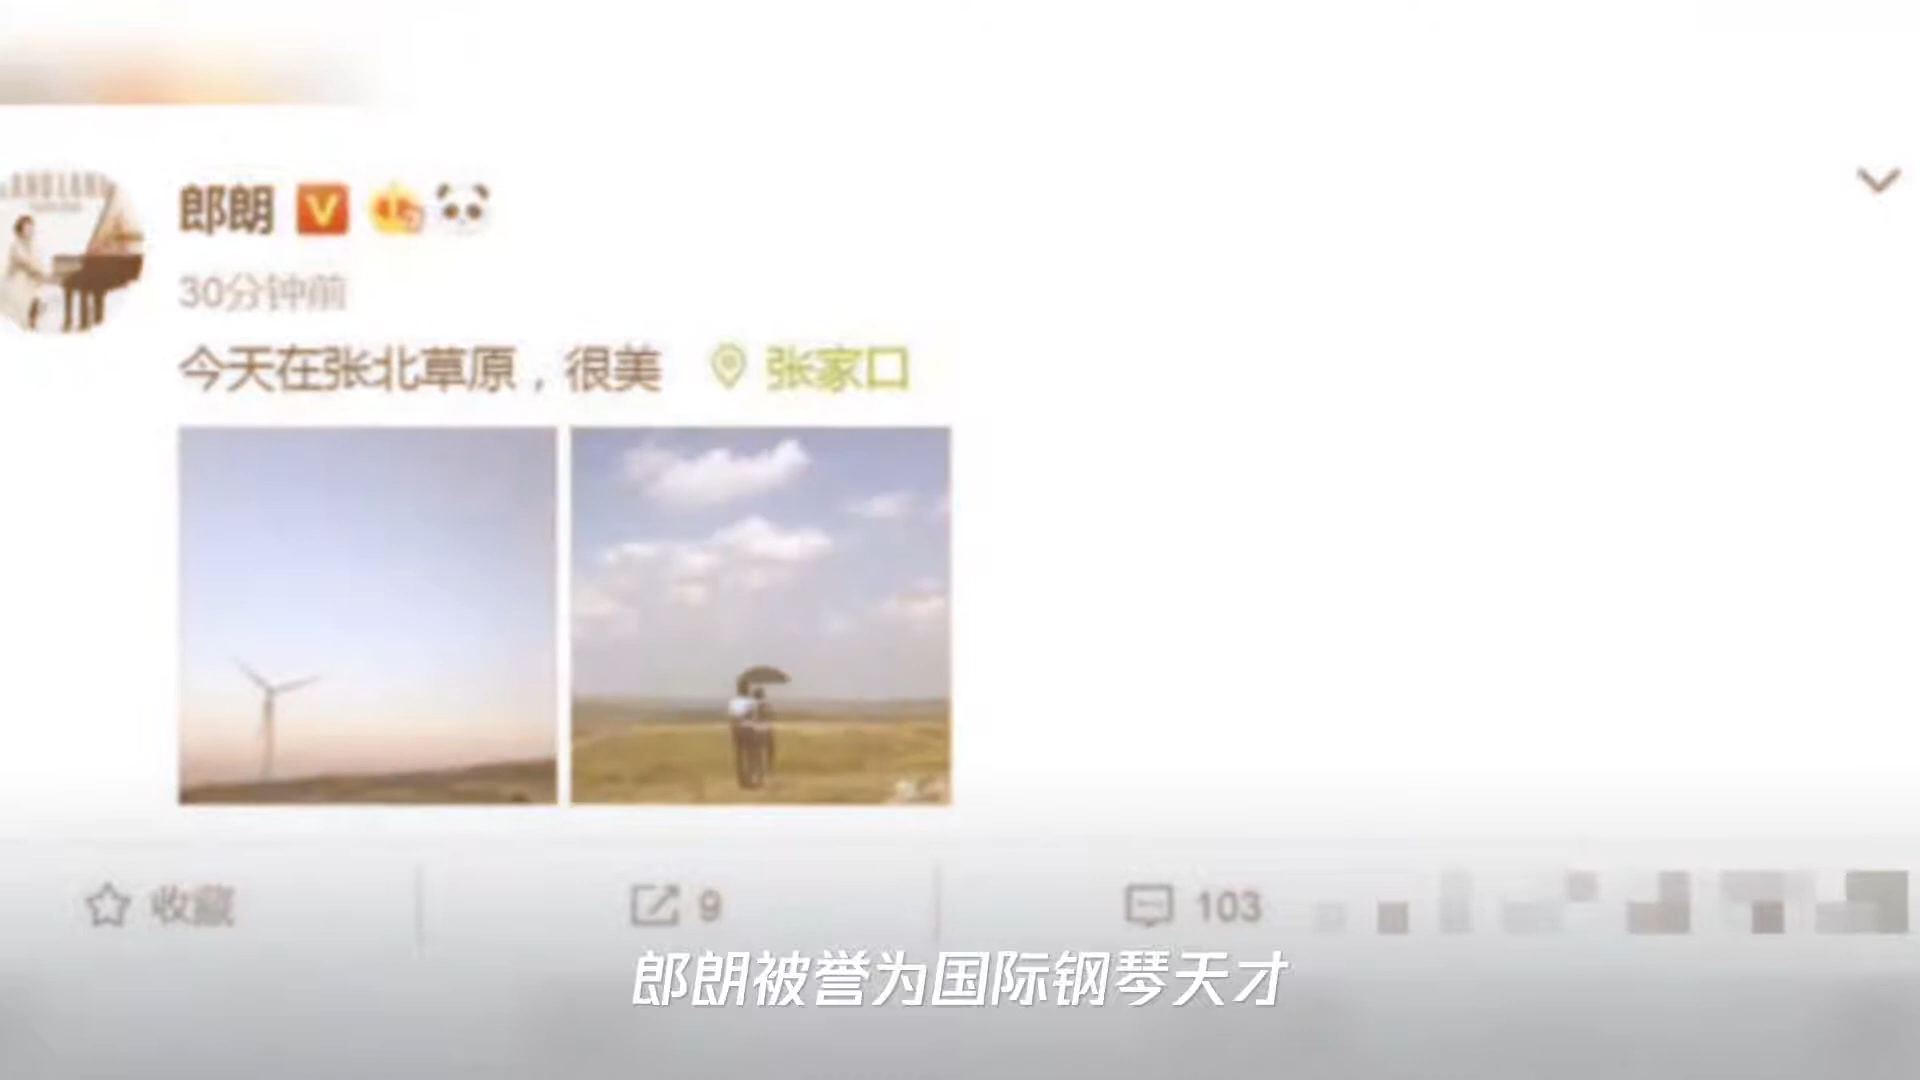 郎朗
30分钟前
今天在张北草原，很美 张家口
收藏 9 103
郎朗被誉为国际钢琴天才